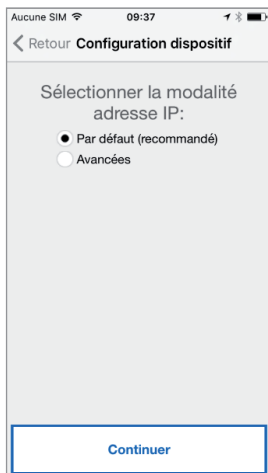 Aucune SIM 09:37
Retour Configuration dispositif
Sélectionner la modalité
adresse IP:
Par défaut (recommandé)
Avancées
Continuer